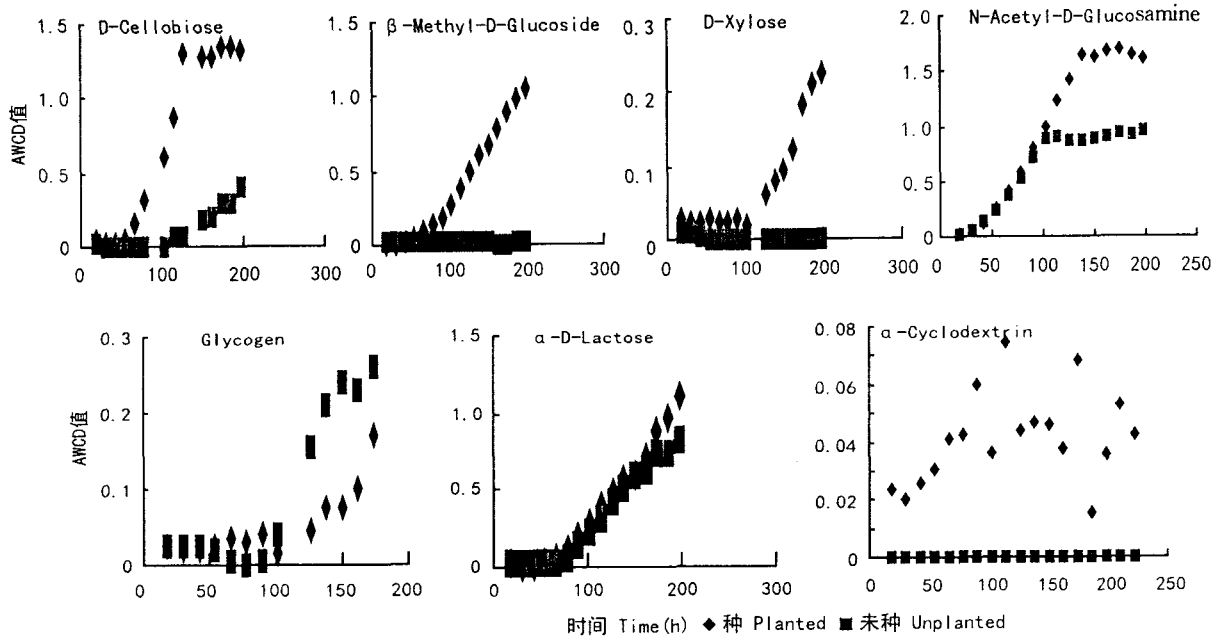 D-Cellobiose
β-Methyl-D-Glucoside
D-Xylose
N-Acetyl-D-Glucosamine
AWCD值
1.5
1.0
0.5
0
0 100 200 300
1.5
1.0
0.5
0
0 100 200 300
0.3
0.2
0.1
0
0 100 200 300
2.0
1.5
1.0
0.5
0
0 50 100 150 200 250
Glycogen
α-D-Lactose
α-Cyclodextrin
AWCD值
0.3
0.2
0.1
0
0 50 100 150 200
1.5
1.0
0.5
0
0 100 200 300
0.08
0.06
0.04
0.02
0
0 50 100 150 200 250
时间 Time(h) ◆种 Planted ■未种 Unplanted